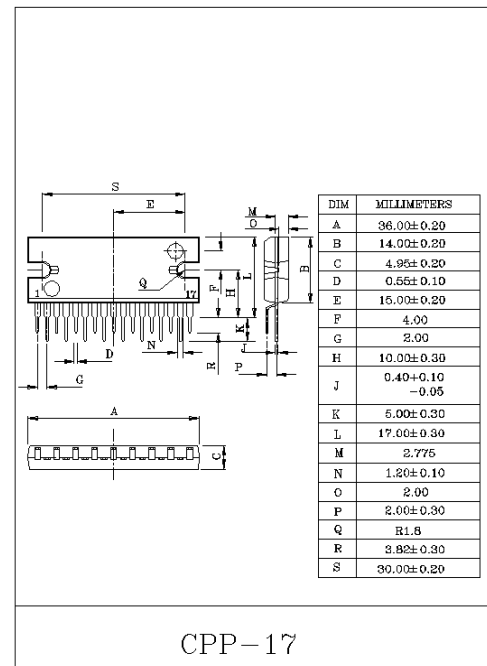 S
E
M
O
Q
F
H
L
B
1
17
N
D
G
R
K
J
P
A
C
DIM MILLIMETERS
A 36.00±0.20
B 14.00±0.20
C 4.95±0.20
D 0.55±0.10
E 15.00±0.20
F 4.00
G 2.00
H 10.00±0.30
J 0.40+0.10
-0.05
K 5.00±0.30
L 17.00±0.30
M 2.775
N 1.20±0.10
O 2.00
P 2.00±0.30
Q R1.8
R 3.82±0.30
S 30.00±0.20
CPP-17